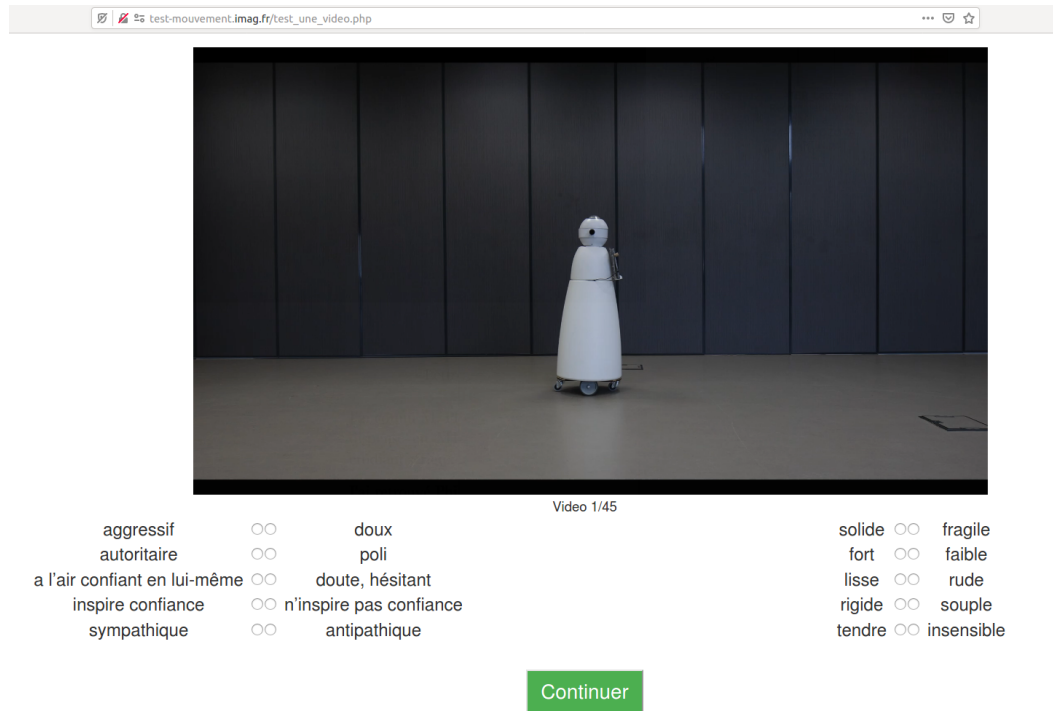 test-mouvement.imag.fr/test_une_video.php
Video 1/45
aggressif doux
autoritaire poli
a l'air confiant en lui-même doute, hésitant
inspire confiance n'inspire pas confiance
sympathique antipathique
solide fragile
fort faible
lisse rude
rigide souple
tendre insensible
Continuer